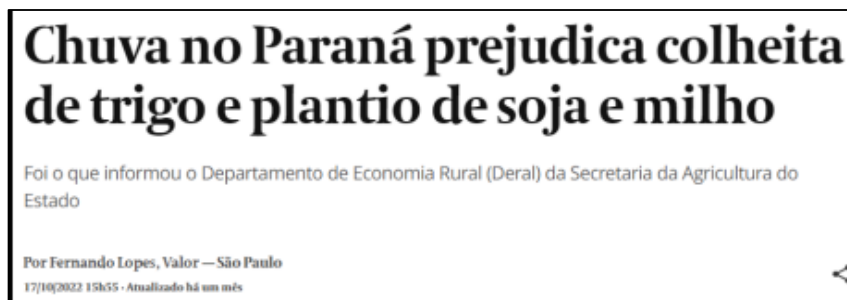 Chuva no Paraná prejudica colheita
de trigo e plantio de soja e milho
Foi o que informou o Departamento de Economia Rural (Deral) da Secretaria da Agricultura do
Estado
Por Fernando Lopes, Valor — São Paulo
17/10/2022 15h55 · Atualizado há um mês